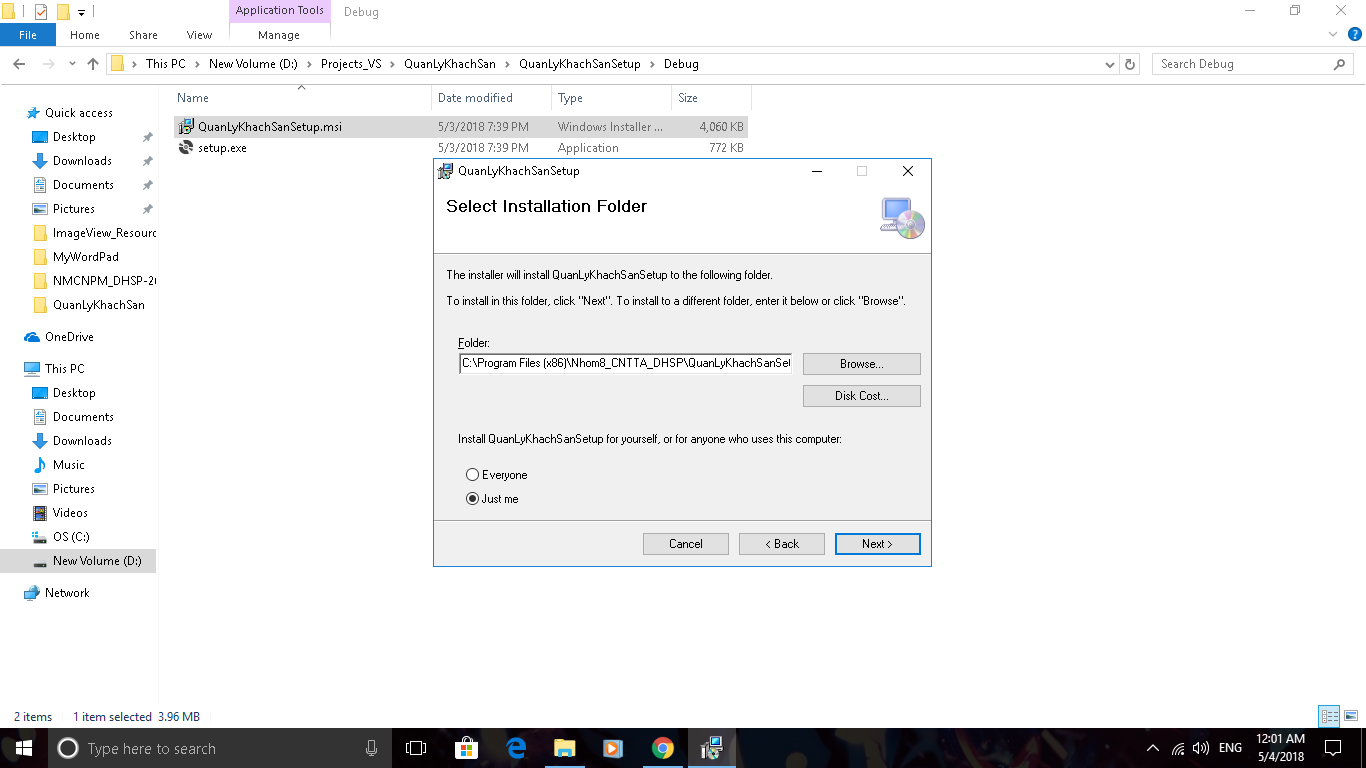 Application Tools
Debug
File
Home
Share
View
Manage
This PC
New Volume (D:)
Projects_VS
QuanLyKhachSan
QuanLyKhachSanSetup
Debug
Search Debug
Name
Date modified
Type
Size
QuanLyKhachSanSetup.msi
5/3/2018 7:39 PM
Windows Installer ...
4,060 KB
setup.exe
5/3/2018 7:39 PM
Application
772 KB
Quick access
Desktop
Downloads
Documents
Pictures
ImageView_Resourc
MyWordPad
NMCNPM_DHSP-20
QuanLyKhachSan
OneDrive
This PC
Desktop
Documents
Downloads
Music
Pictures
Videos
OS (C:)
New Volume (D:)
Network
QuanLyKhachSanSetup
Select Installation Folder
The installer will install QuanLyKhachSanSetup to the following folder.
To install in this folder, click "Next". To install to a different folder, enter it below or click "Browse".
Folder:
C:\Program Files (x86)\Nhom8_CNTTA_DHSP\QuanLyKhachSanSet
Browse...
Disk Cost...
Install QuanLyKhachSanSetup for yourself, or for anyone who uses this computer:
Everyone
Just me
Cancel
< Back
Next >
2 items
1 item selected 3.96 MB
Type here to search
ENG
12:01 AM
5/4/2018